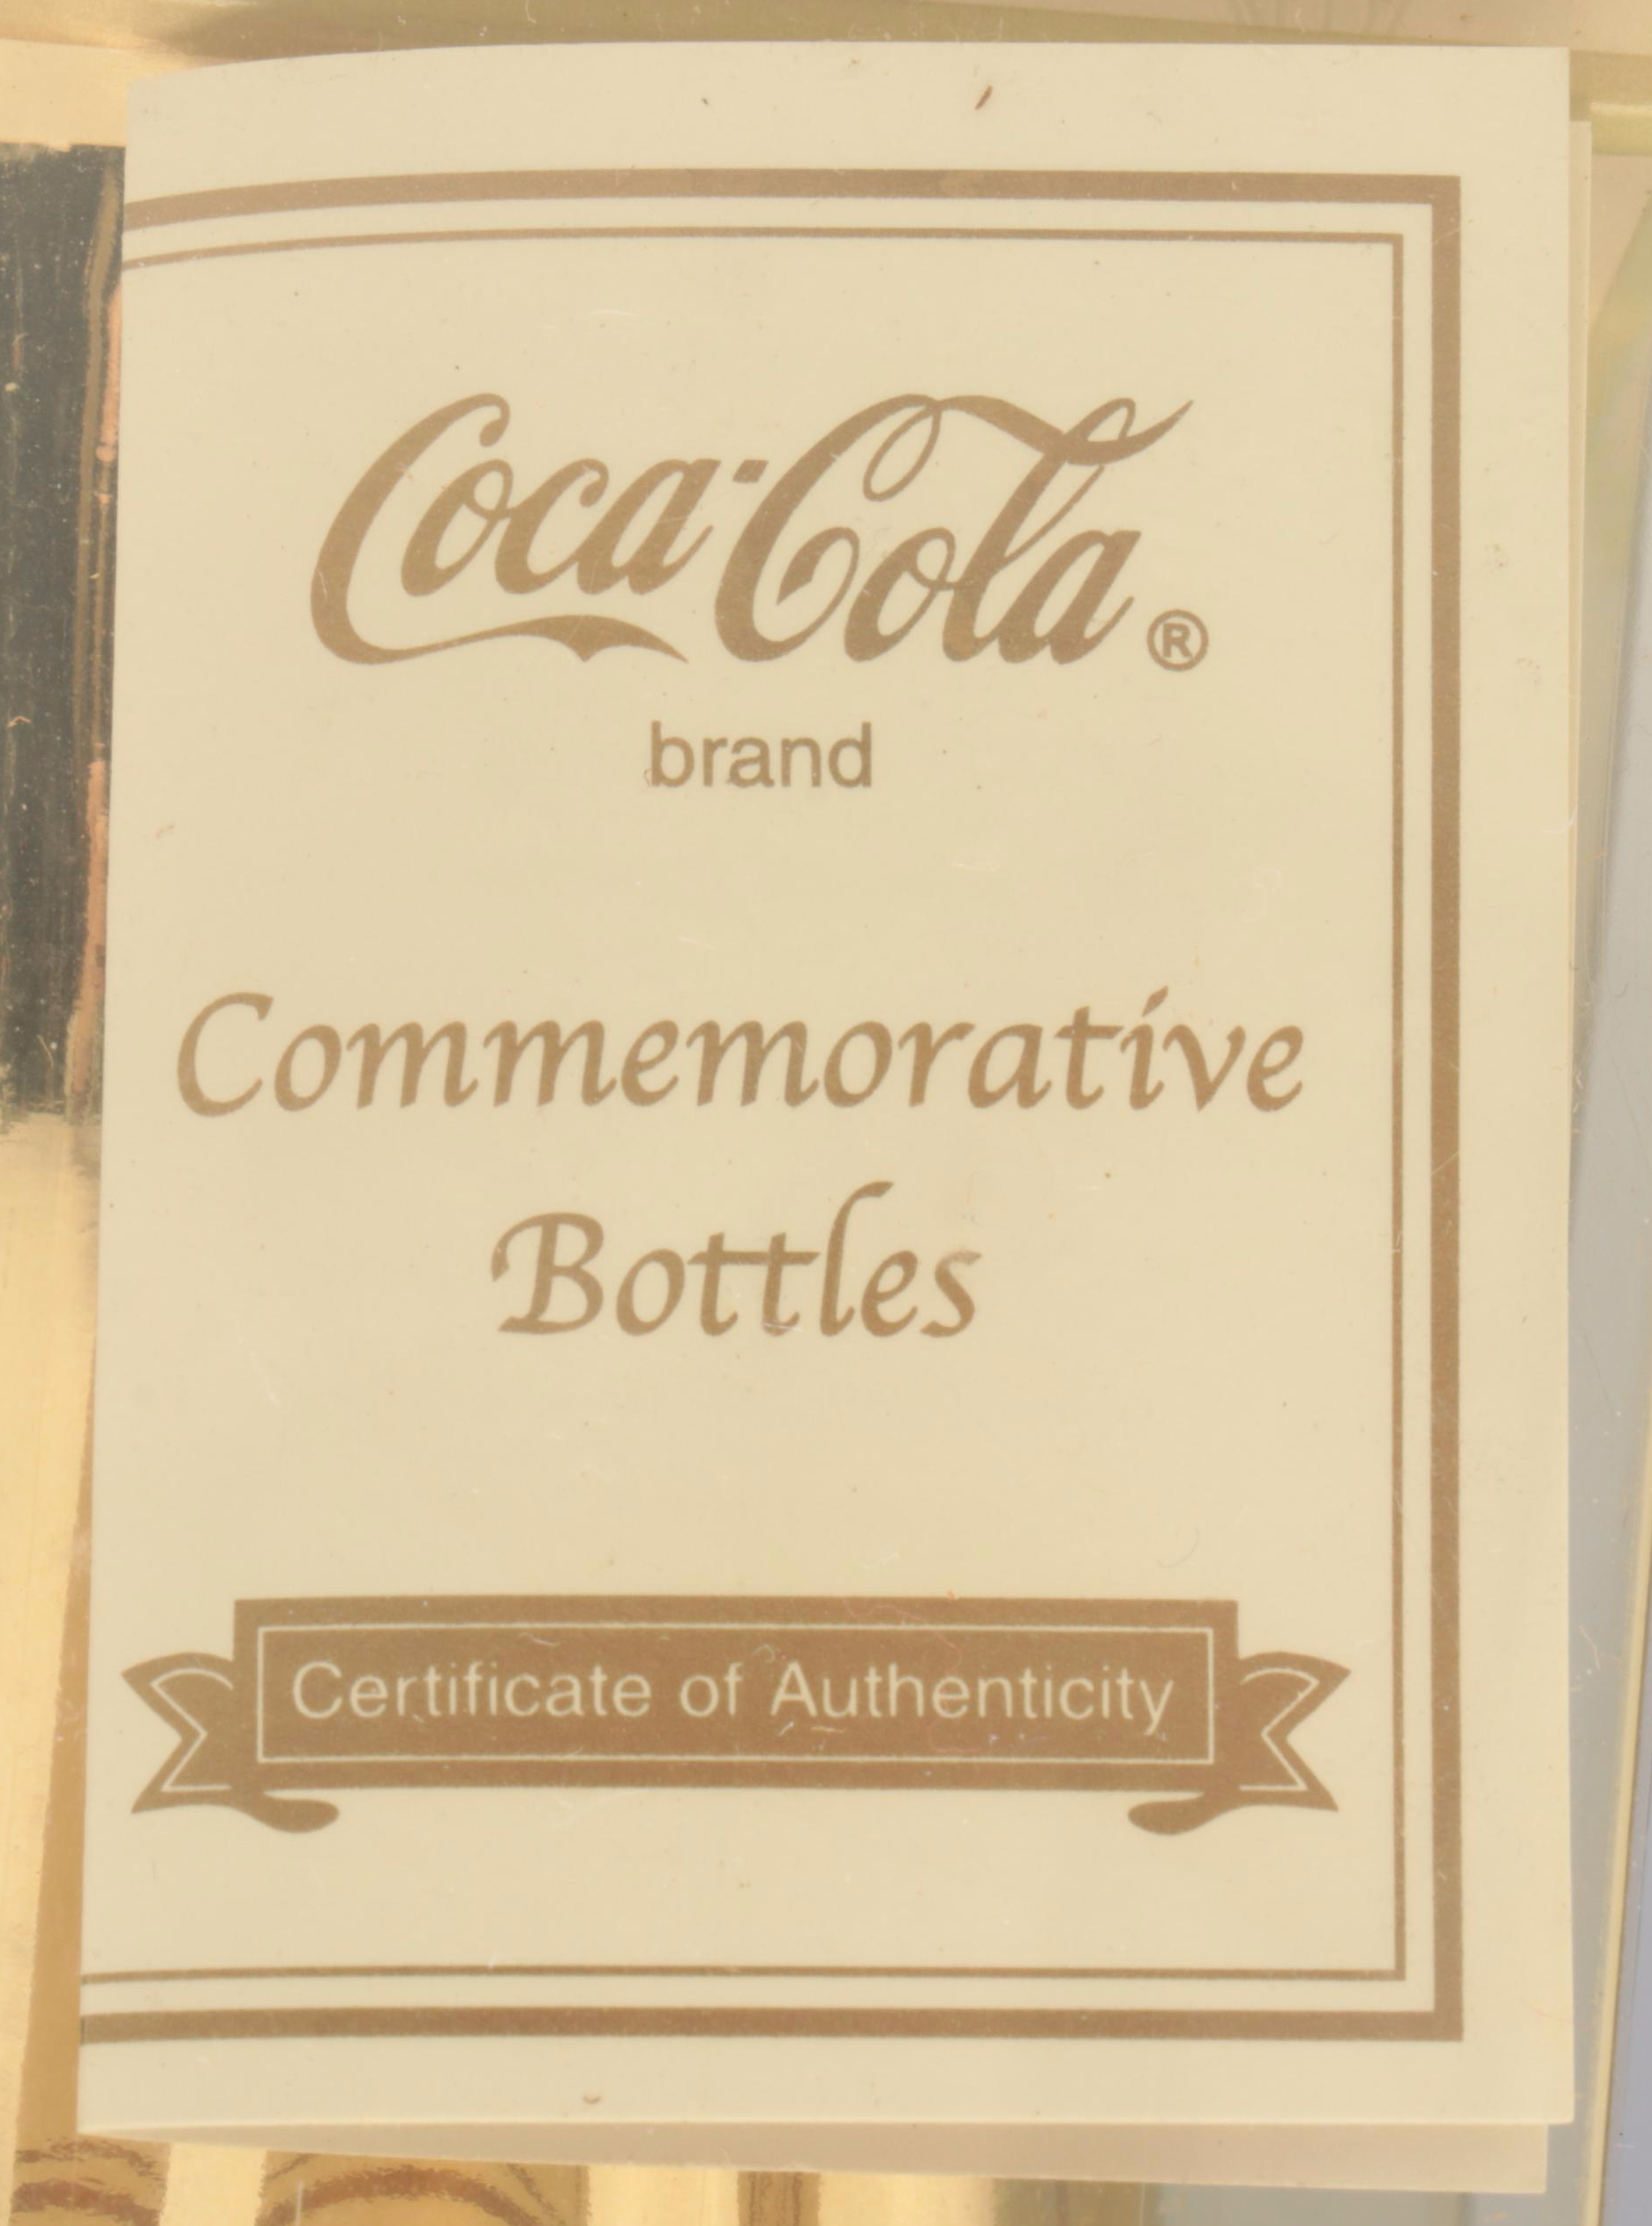 Coca-Cola ®
brand
Commemorative
Bottles
Certificate of Authenticity